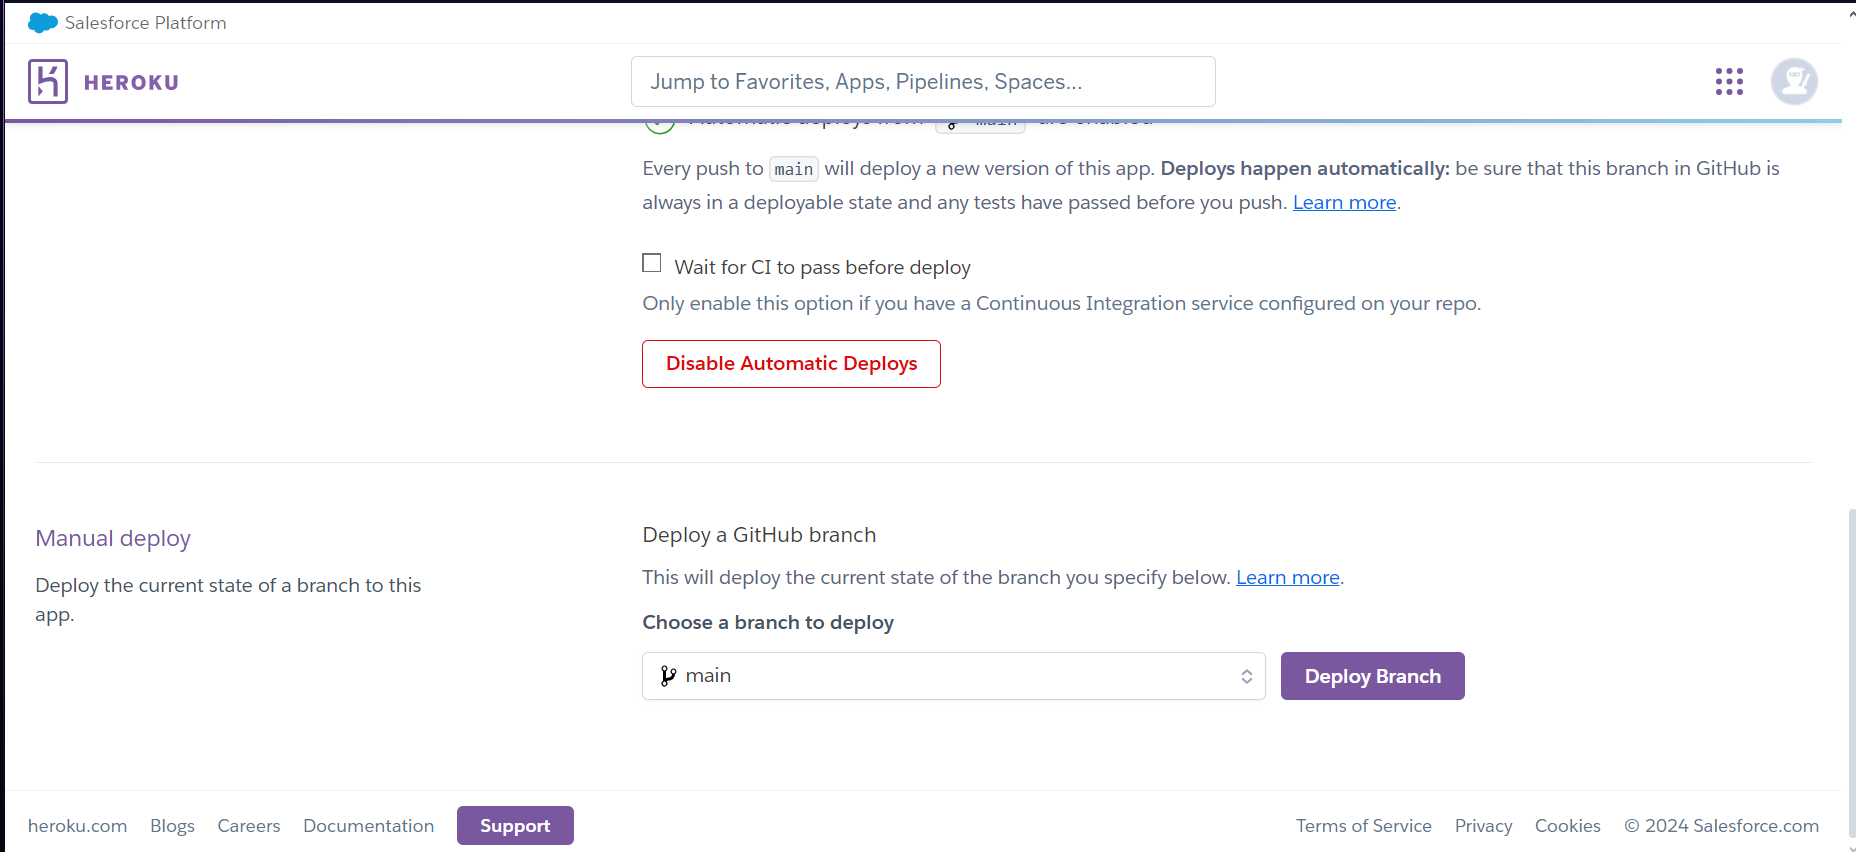 Salesforce Platform
HEROKU
Jump to Favorites, Apps, Pipelines, Spaces...
Automatic deploys from main are enabled
Every push to main will deploy a new version of this app. Deploys happen automatically: be sure that this branch in GitHub is
always in a deployable state and any tests have passed before you push. Learn more.
Wait for CI to pass before deploy
Only enable this option if you have a Continuous Integration service configured on your repo.
Disable Automatic Deploys
Manual deploy
Deploy the current state of a branch to this
app.
Deploy a GitHub branch
This will deploy the current state of the branch you specify below. Learn more.
Choose a branch to deploy
main
Deploy Branch
heroku.com Blogs Careers Documentation Support Terms of Service Privacy Cookies © 2024 Salesforce.com